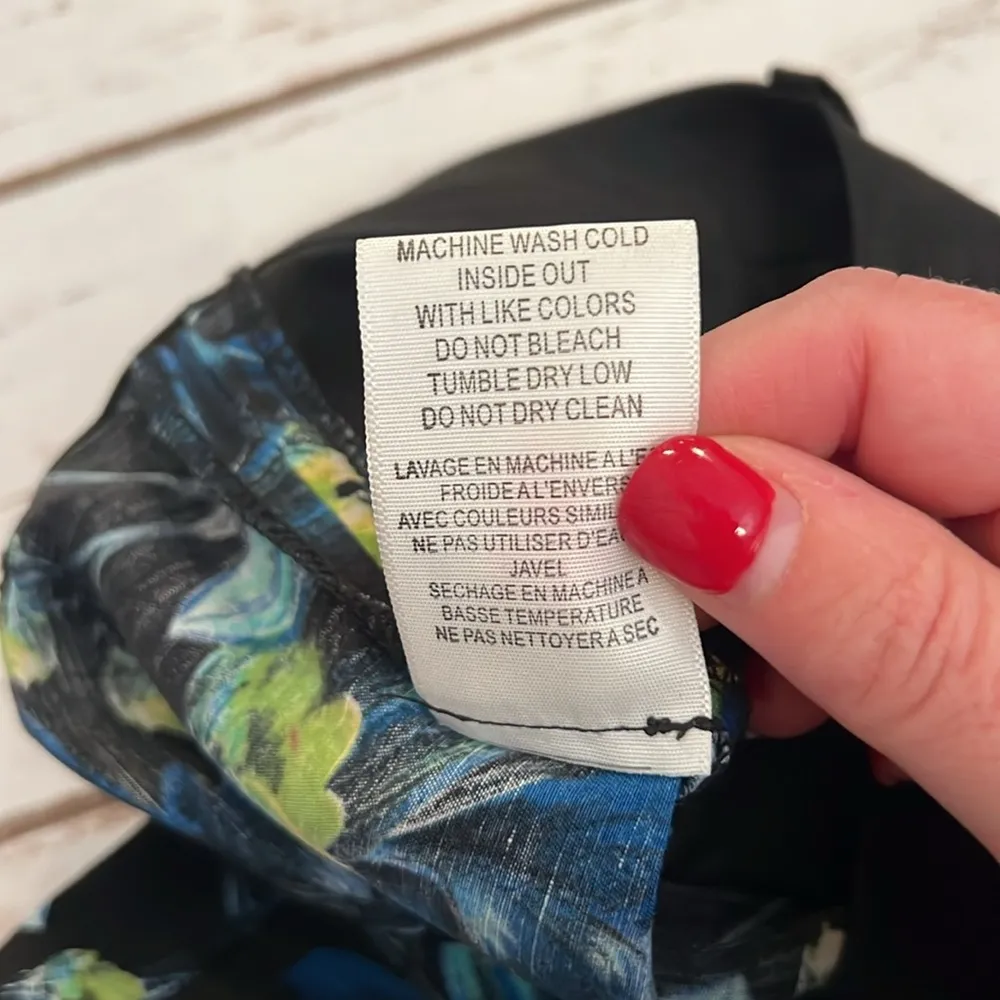 MACHINE WASH COLD
INSIDE OUT
WITH LIKE COLORS
DO NOT BLEACH
TUMBLE DRY LOW
DO NOT DRY CLEAN
LAVAGE EN MACHINE A
FROIDE A L'ENVERS
AVEC COULEURS
NE PAS UTILISER
JAVEL
SECHAGE EN MACHINE A
BASSE TEMPERATURE
NE PAS NETTOYER A SEC